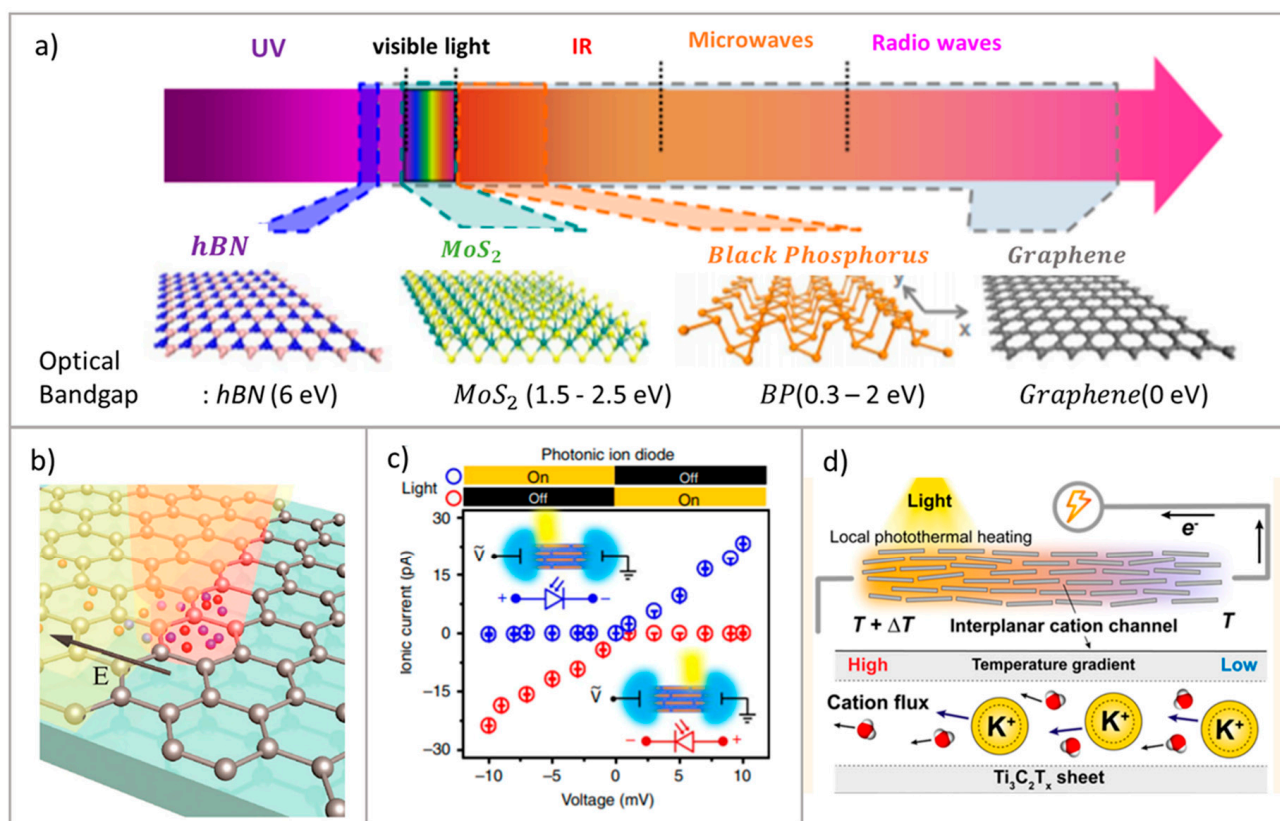 a)
UV
visible light
IR
Microwaves
Radio waves
hBN
MoS₂
Black Phosphorus
Graphene
y
x
Optical
Bandgap : hBN (6 eV) MoS₂ (1.5 - 2.5 eV) BP(0.3 – 2 eV) Graphene(0 eV)
b)
E
c)
Photonic ion diode
Light
On Off
Off On
Ionic current (pA)
30
15
0
−15
−30
Ṽ
+ −
Ṽ
− +
−10 −5 0 5 10
Voltage (mV)
d)
Light
e-
Local photothermal heating
T + ΔT
T
Interplanar cation channel
High Temperature gradient Low
Cation flux
K+ K+ K+
Ti₃C₂Tₓ sheet